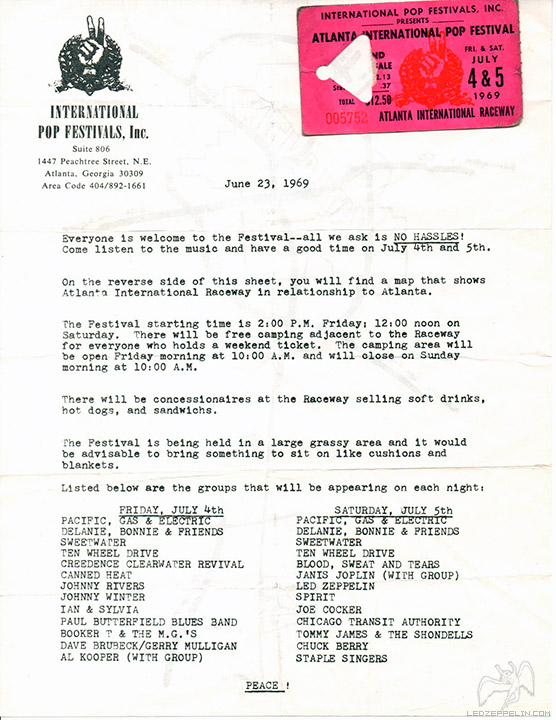 INTERNATIONAL
POP FESTIVALS, Inc.
Suite 806
1447 Peachtree Street, N.E.
Atlanta, Georgia 30309
Area Code 404/892-1661
INTERNATIONAL POP FESTIVALS, INC.
PRESENTS
ATLANTA INTERNATIONAL POP FESTIVAL
FRI. & SAT.
JULY
4 & 5
1969
2.13
.37
TOTAL $12.50
005752
ATLANTA INTERNATIONAL RACEWAY
June 23, 1969
Everyone is welcome to the Festival--all we ask is NO HASSLES!
Come listen to the music and have a good time on July 4th and 5th.
On the reverse side of this sheet, you will find a map that shows
Atlanta International Raceway in relationship to Atlanta.
The Festival starting time is 2:00 P.M. Friday; 12:00 noon on
Saturday. There will be free camping adjacent to the Raceway
for everyone who holds a weekend ticket. The camping area will
be open Friday morning at 10:00 A.M. and will close on Sunday
morning at 10:00 A.M.
There will be concessionaires at the Raceway selling soft drinks,
hot dogs, and sandwichs.
The Festival is being held in a large grassy area and it would
be advisable to bring something to sit on like cushions and
blankets.
Listed below are the groups that will be appearing on each night:
FRIDAY, JULY 4th
PACIFIC, GAS & ELECTRIC
DELANIE, BONNIE & FRIENDS
SWEETWATER
TEN WHEEL DRIVE
CREEDENCE CLEARWATER REVIVAL
CANNED HEAT
JOHNNY RIVERS
JOHNNY WINTER
IAN & SYLVIA
PAUL BUTTERFIELD BLUES BAND
BOOKER T & THE M.G.'S
DAVE BRUBECK/GERRY MULLIGAN
AL KOOPER (WITH GROUP)
SATURDAY, JULY 5th
PACIFIC, GAS & ELECTRIC
DELANIE, BONNIE & FRIENDS
SWEETWATER
TEN WHEEL DRIVE
BLOOD, SWEAT AND TEARS
JANIS JOPLIN (WITH GROUP)
LED ZEPPELIN
SPIRIT
JOE COCKER
CHICAGO TRANSIT AUTHORITY
TOMMY JAMES & THE SHONDELLS
CHUCK BERRY
STAPLE SINGERS
PEACE !
LEDZEPPELIN.COM